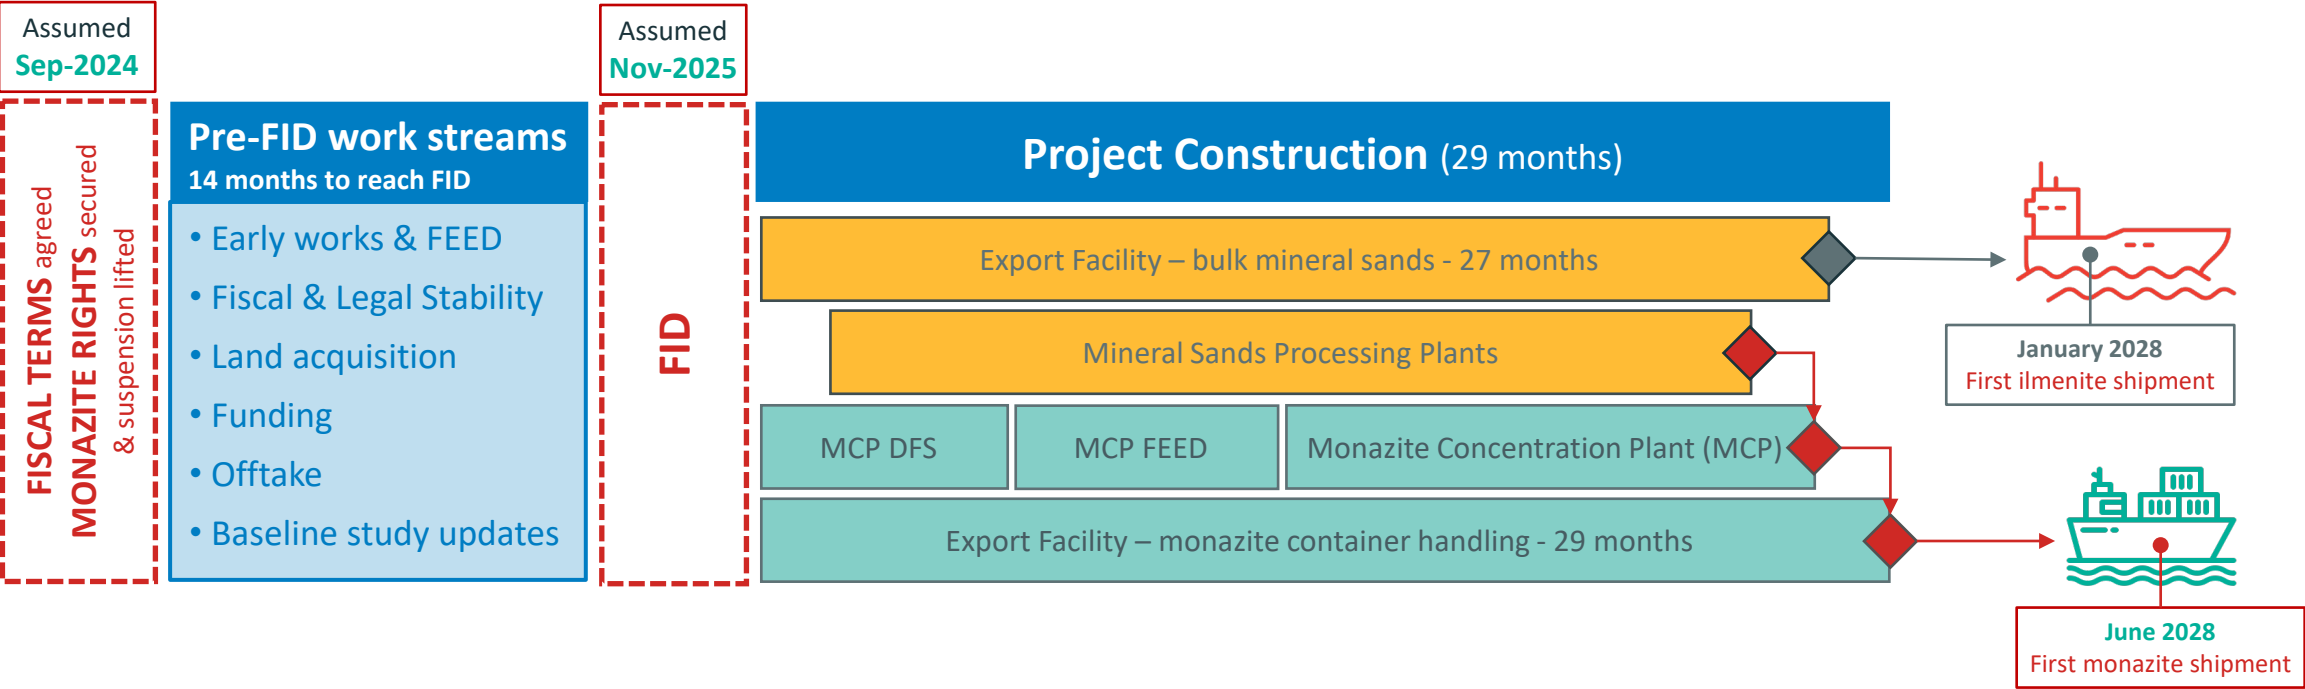 Assumed
Sep-2024
FISCAL TERMS agreed
MONAZITE RIGHTS secured
& suspension lifted
Pre-FID work streams
14 months to reach FID
• Early works & FEED
• Fiscal & Legal Stability
• Land acquisition
• Funding
• Offtake
• Baseline study updates
Assumed
Nov-2025
FID
Project Construction (29 months)
Export Facility – bulk mineral sands - 27 months
Mineral Sands Processing Plants
MCP DFS
MCP FEED
Monazite Concentration Plant (MCP)
Export Facility – monazite container handling - 29 months
January 2028
First ilmenite shipment
June 2028
First monazite shipment